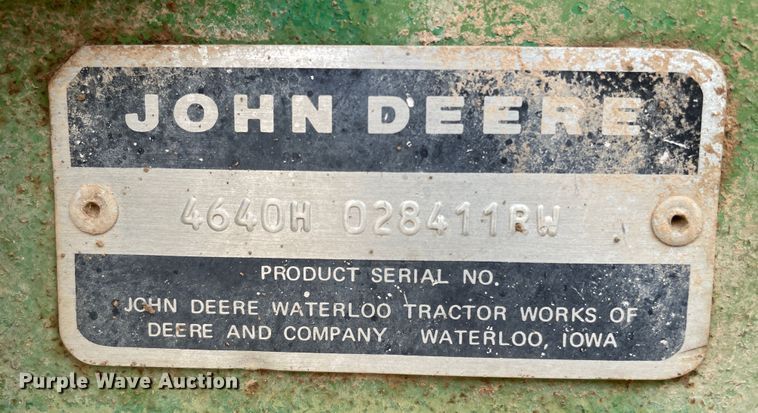 JOHN DEERE
4640H 028411RW
PRODUCT SERIAL NO.
JOHN DEERE WATERLOO TRACTOR WORKS OF
DEERE AND COMPANY WATERLOO, IOWA
Purple Wave Auction